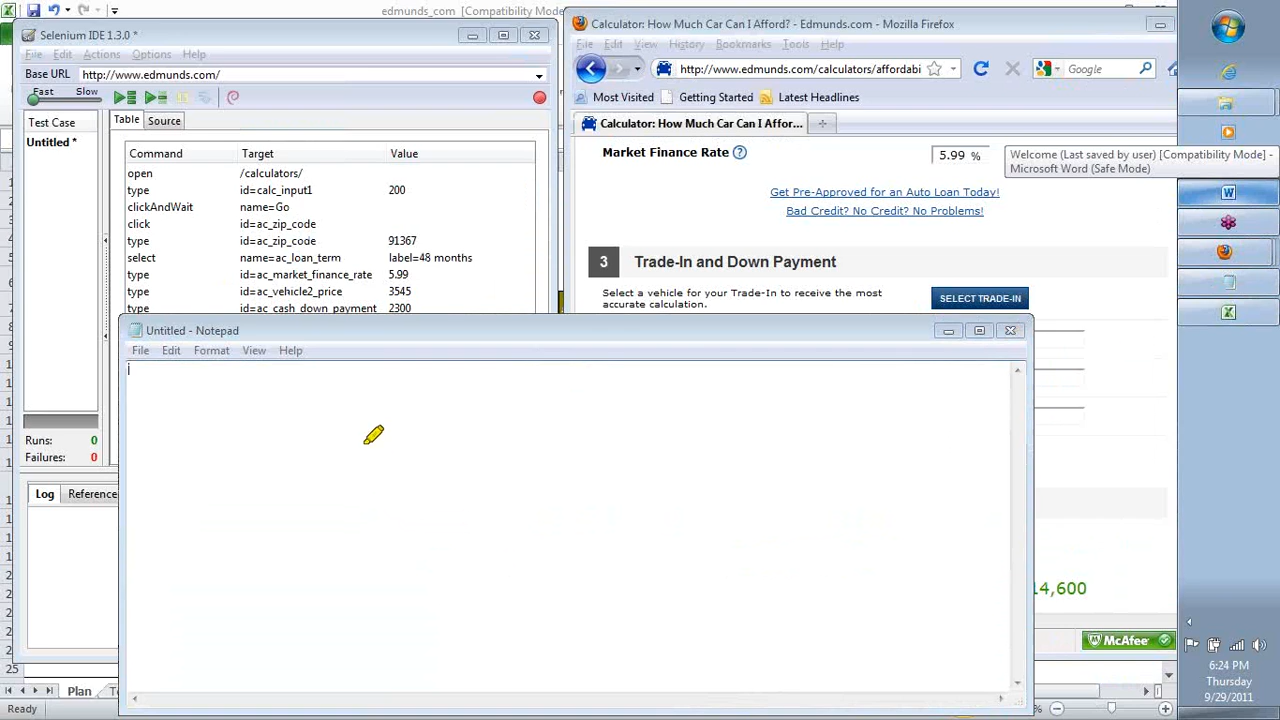 edmunds_com [Compatibility Mode]
Selenium IDE 1.3.0 *
File Edit Actions Options Help
Base URL http://www.edmunds.com/
Fast Slow
Test Case
Untitled *
Table Source
Command Target Value
open /calculators/
type id=calc_input1 200
clickAndWait name=Go
click id=ac_zip_code
type id=ac_zip_code 91367
select name=ac_loan_term label=48 months
type id=ac_market_finance_rate 5.99
type id=ac_vehicle2_price 3545
type id=ac_cash_down_payment 2300
Runs: 0
Failures: 0
Log Reference
Calculator: How Much Car Can I Afford? - Edmunds.com - Mozilla Firefox
File Edit View History Bookmarks Tools Help
http://www.edmunds.com/calculators/affordabi
Google
Most Visited Getting Started Latest Headlines
Calculator: How Much Car Can I Affor...
Market Finance Rate 5.99 %
Get Pre-Approved for an Auto Loan Today!
Bad Credit? No Credit? No Problems!
3 Trade-In and Down Payment
Select a vehicle for your Trade-In to receive the most
accurate calculation.
SELECT TRADE-IN
14,600
McAfee
Welcome (Last saved by user) [Compatibility Mode] -
Microsoft Word (Safe Mode)
Untitled - Notepad
File Edit Format View Help
25
Plan
Ready
6:24 PM
Thursday
9/29/2011